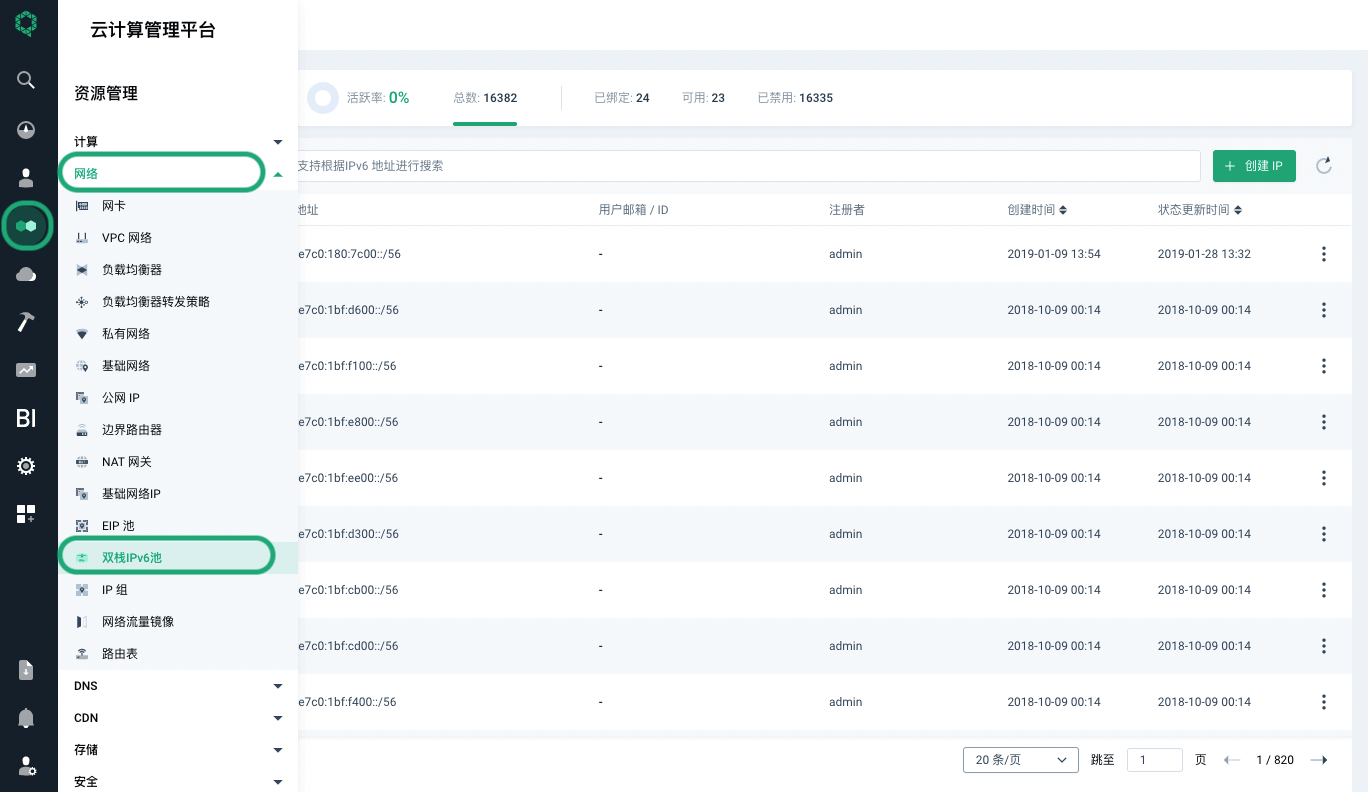 云计算管理平台
资源管理
计算
网络
网卡
VPC 网络
负载均衡器
负载均衡器转发策略
私有网络
基础网络
公网 IP
边界路由器
NAT 网关
基础网络IP
EIP 池
双栈IPv6池
IP 组
网络流量镜像
路由表
DNS
CDN
存储
安全
BI
活跃率: 0% 总数: 16382 已绑定: 24 可用: 23 已禁用: 16335
支持根据IPv6 地址进行搜索 + 创建 IP
地址 用户邮箱 / ID 注册者 创建时间 状态更新时间
e7c0:180:7c00::/56 - admin 2019-01-09 13:54 2019-01-28 13:32
e7c0:1bf:d600::/56 - admin 2018-10-09 00:14 2018-10-09 00:14
e7c0:1bf:f100::/56 - admin 2018-10-09 00:14 2018-10-09 00:14
e7c0:1bf:e800::/56 - admin 2018-10-09 00:14 2018-10-09 00:14
e7c0:1bf:ee00::/56 - admin 2018-10-09 00:14 2018-10-09 00:14
e7c0:1bf:d300::/56 - admin 2018-10-09 00:14 2018-10-09 00:14
e7c0:1bf:cb00::/56 - admin 2018-10-09 00:14 2018-10-09 00:14
e7c0:1bf:cd00::/56 - admin 2018-10-09 00:14 2018-10-09 00:14
e7c0:1bf:f400::/56 - admin 2018-10-09 00:14 2018-10-09 00:14
20 条/页 跳至 1 页 1 / 820